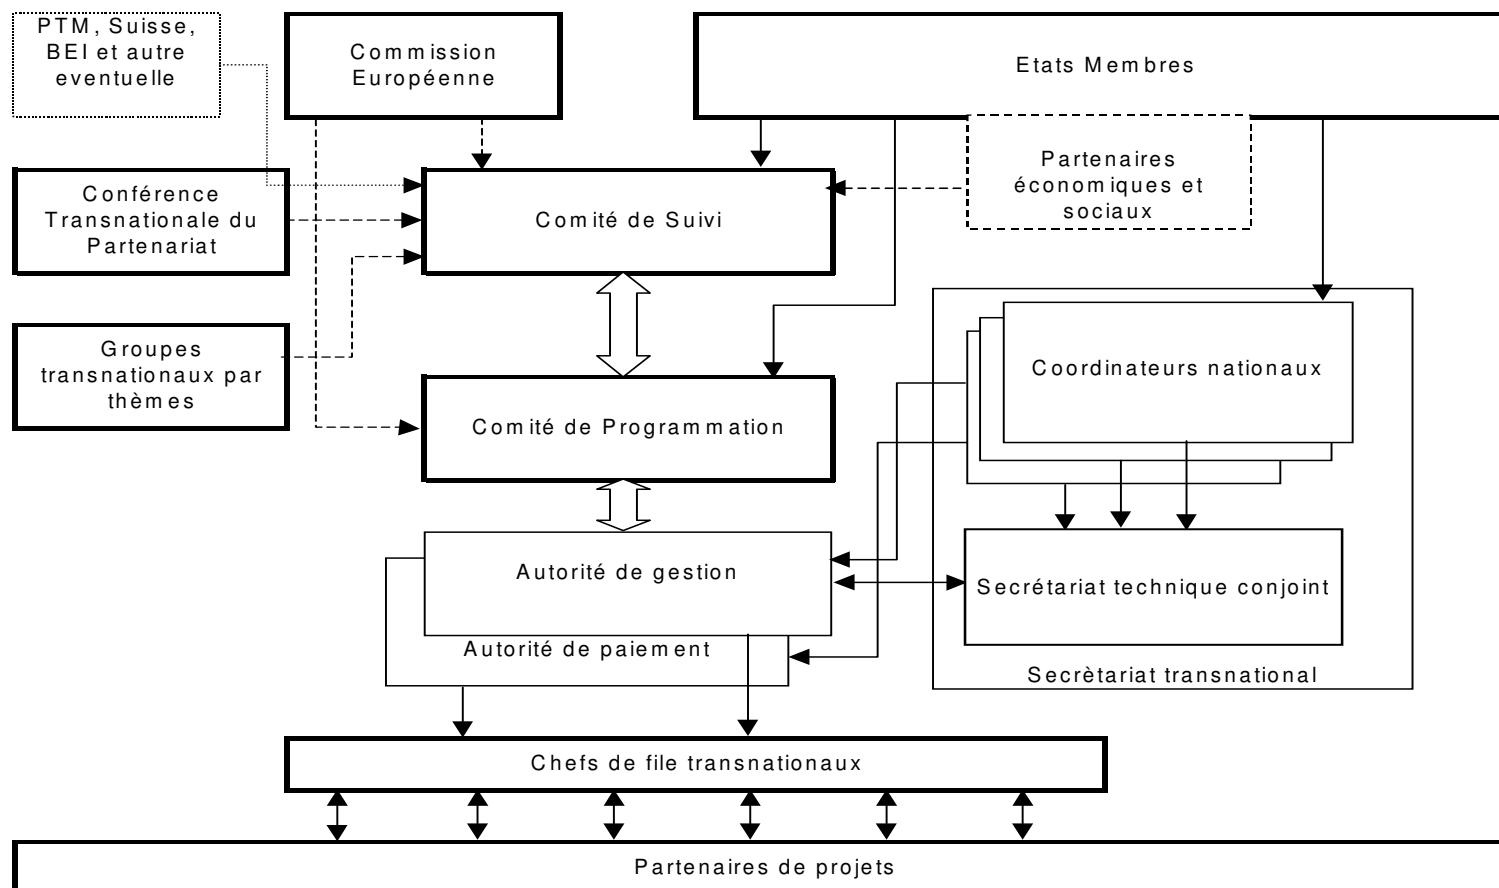 PTM, Suisse,
BEI et autre
eventuelle
Commission
Européenne
Etats Membres
Conférence
Transnationale du
Partenariat
Comité de Suivi
Partenaires
économiques et
sociaux
Groupes
transnationaux par
thèmes
Comité de Programmation
Coordinateurs nationaux
Autorité de gestion
Secrétariat technique conjoint
Autorité de paiement
Secrètariat transnational
Chefs de file transnationaux
Partenaires de projets